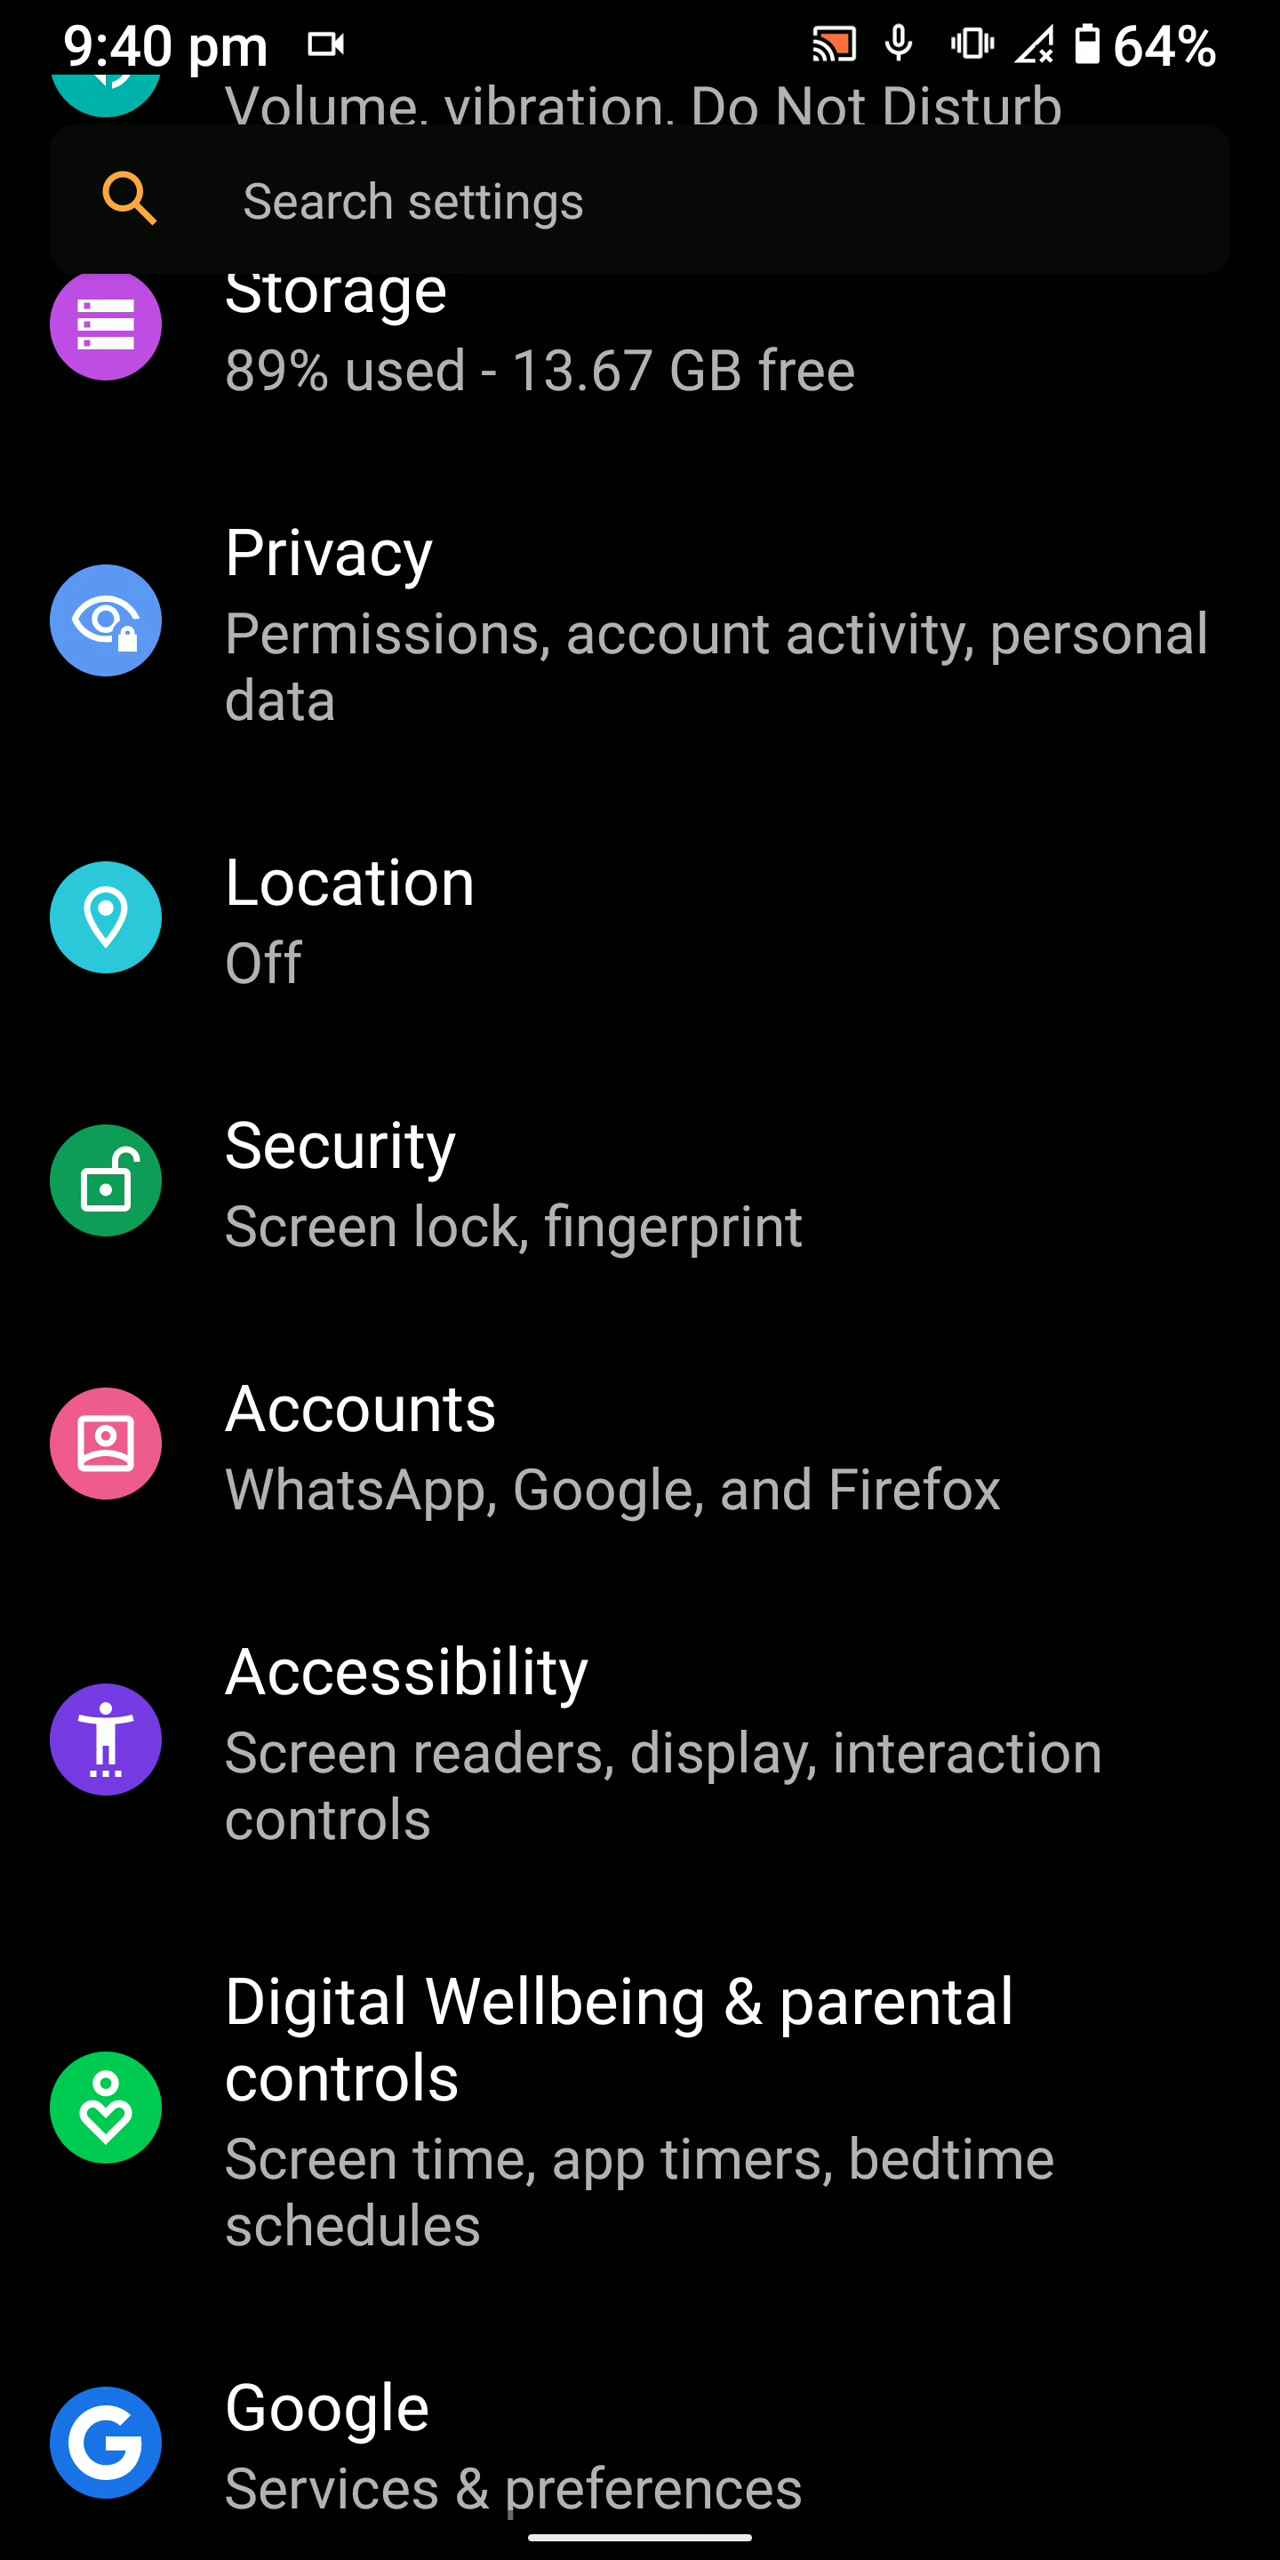 9:40 pm
64%
Volume, vibration, Do Not Disturb
Search settings
Storage
89% used - 13.67 GB free
Privacy
Permissions, account activity, personal
data
Location
Off
Security
Screen lock, fingerprint
Accounts
WhatsApp, Google, and Firefox
Accessibility
Screen readers, display, interaction
controls
Digital Wellbeing & parental
controls
Screen time, app timers, bedtime
schedules
Google
Services & preferences